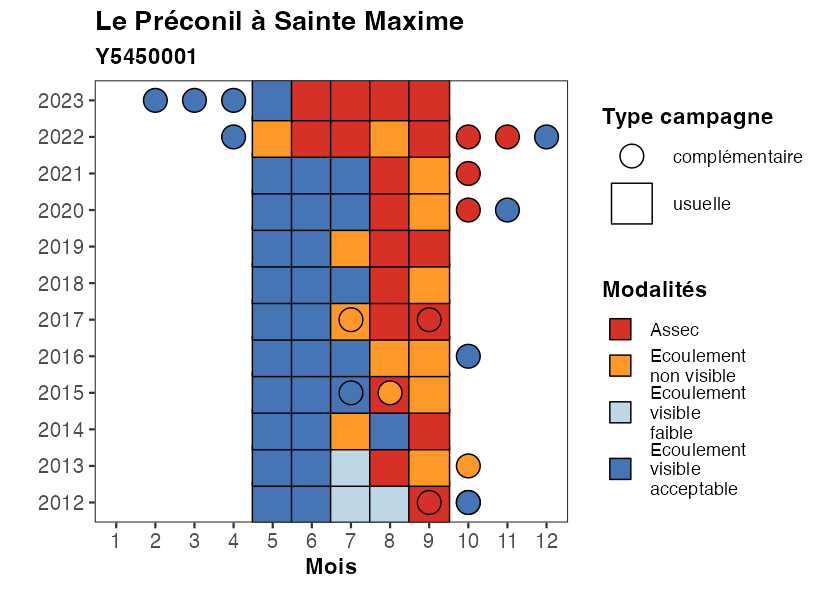 Le Préconil à Sainte Maxime
Y5450001
2023
2022
2021
2020
2019
2018
2017
2016
2015
2014
2013
2012
1 2 3 4 5 6 7 8 9 10 11 12
Mois
Type campagne
complémentaire
usuelle
Modalités
Assec
Ecoulement
non visible
Ecoulement
visible
faible
Ecoulement
visible
acceptable